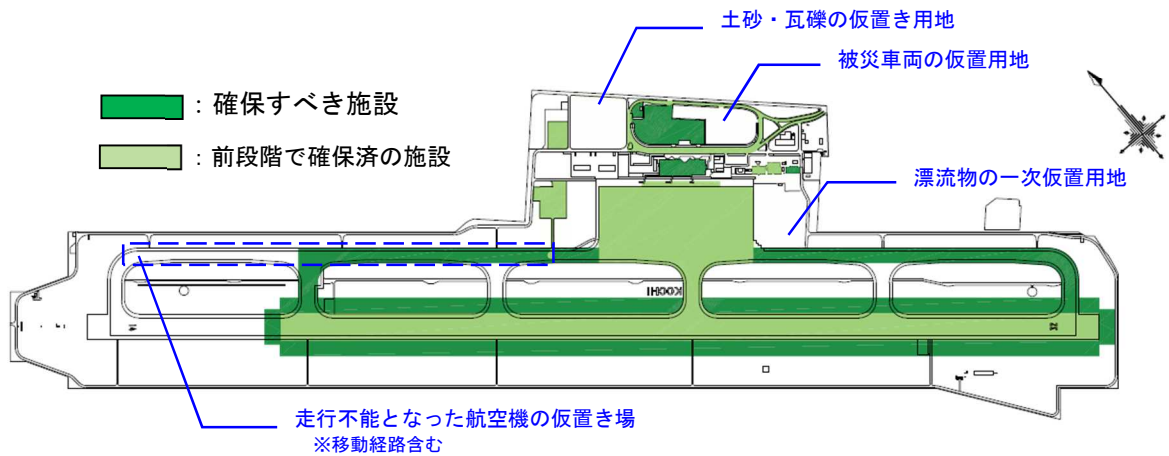 土砂・瓦礫の仮置き用地
被災車両の仮置用地
：確保すべき施設
：前段階で確保済の施設
漂流物の一次仮置用地
KOCHI
14
32
走行不能となった航空機の仮置き場
※移動経路含む